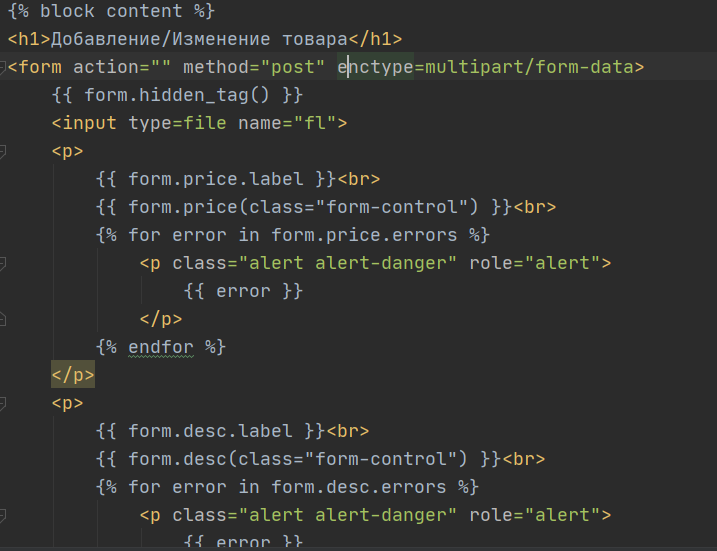 {% block content %}
<h1>Добавление/Изменение товара</h1>
<form action="" method="post" enctype=multipart/form-data>
{{ form.hidden_tag() }}
<input type=file name="fl">
<p>
{{ form.price.label }}<br>
{{ form.price(class="form-control") }}<br>
{% for error in form.price.errors %}
<p class="alert alert-danger" role="alert">
{{ error }}
</p>
{% endfor %}
</p>
<p>
{{ form.desc.label }}<br>
{{ form.desc(class="form-control") }}<br>
{% for error in form.desc.errors %}
<p class="alert alert-danger" role="alert">
{{ error }}